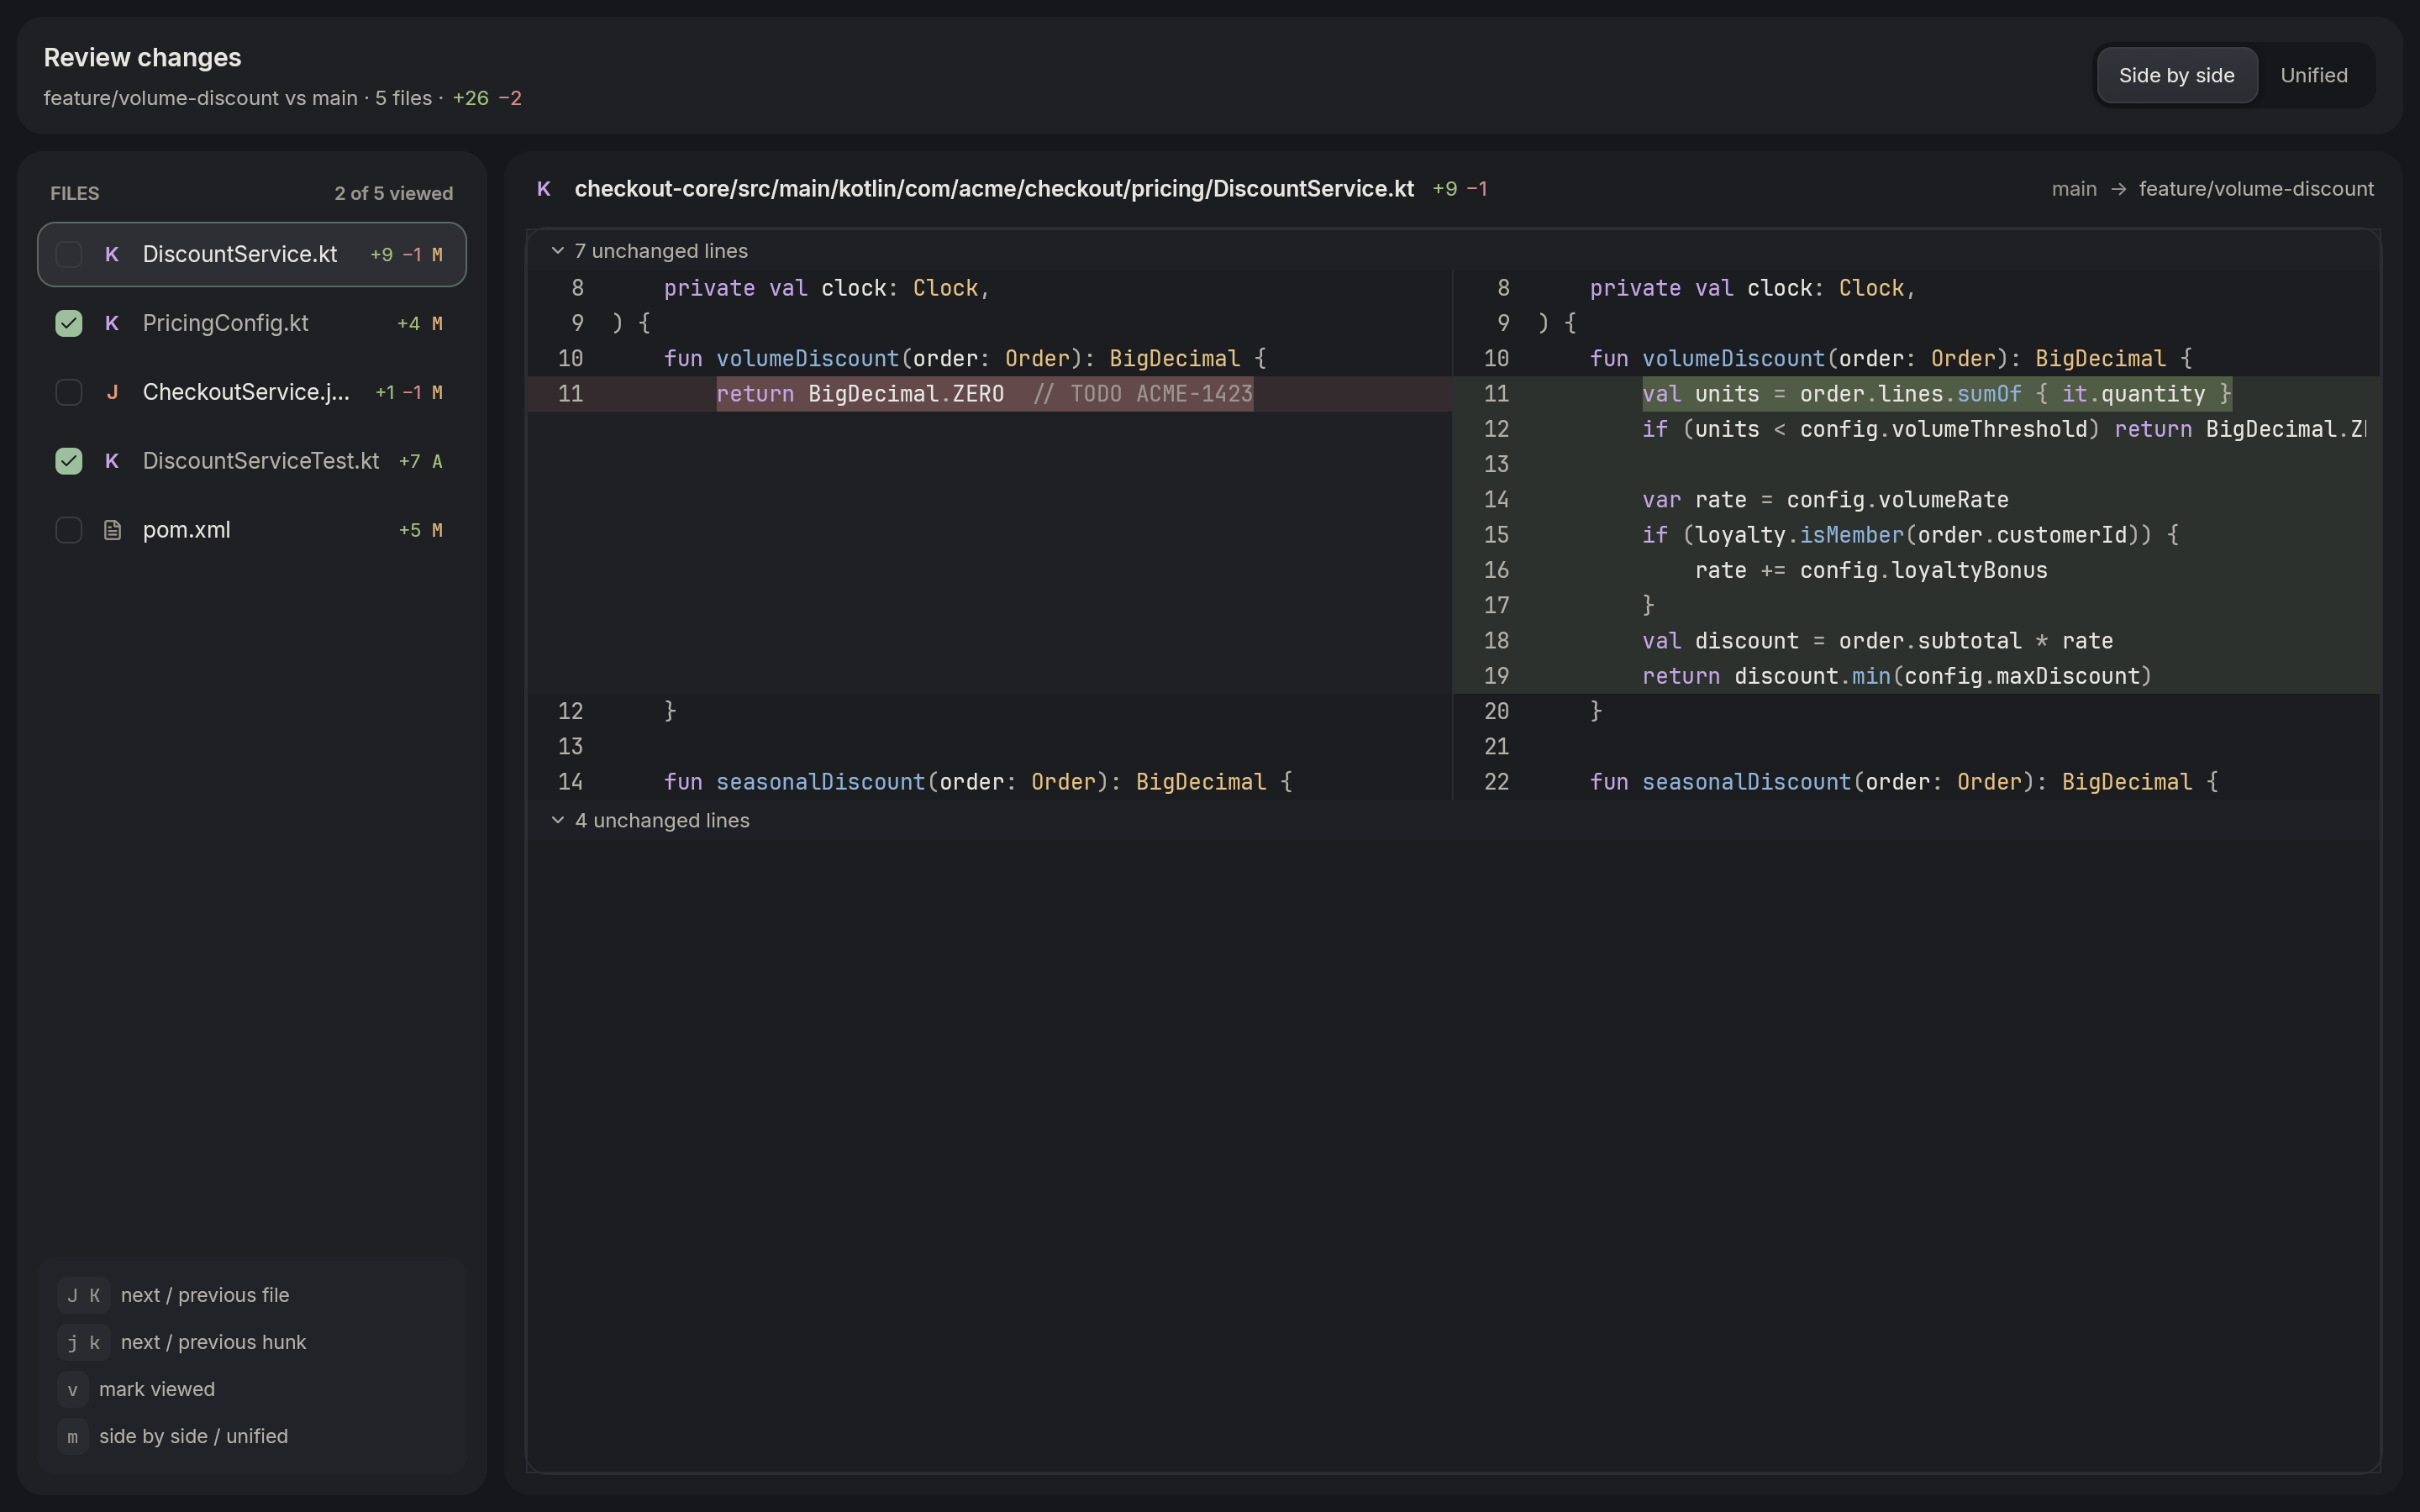 Review changes
feature/volume-discount vs main · 5 files · +26 −2
Side by side
Unified
FILES
2 of 5 viewed
K DiscountService.kt +9 −1 M
K PricingConfig.kt +4 M
J CheckoutService.j... +1 −1 M
K DiscountServiceTest.kt +7 A
pom.xml +5 M
J K next / previous file
j k next / previous hunk
v mark viewed
m side by side / unified
K checkout-core/src/main/kotlin/com/acme/checkout/pricing/DiscountService.kt +9 −1
main → feature/volume-discount
7 unchanged lines
8     private val clock: Clock,
9 ) {
10     fun volumeDiscount(order: Order): BigDecimal {
11         return BigDecimal.ZERO  // TODO ACME-1423
12     }
13
14     fun seasonalDiscount(order: Order): BigDecimal {
8     private val clock: Clock,
9 ) {
10     fun volumeDiscount(order: Order): BigDecimal {
11         val units = order.lines.sumOf { it.quantity }
12         if (units < config.volumeThreshold) return BigDecimal.Z
13
14         var rate = config.volumeRate
15         if (loyalty.isMember(order.customerId)) {
16             rate += config.loyaltyBonus
17         }
18         val discount = order.subtotal * rate
19         return discount.min(config.maxDiscount)
20     }
21
22     fun seasonalDiscount(order: Order): BigDecimal {
4 unchanged lines